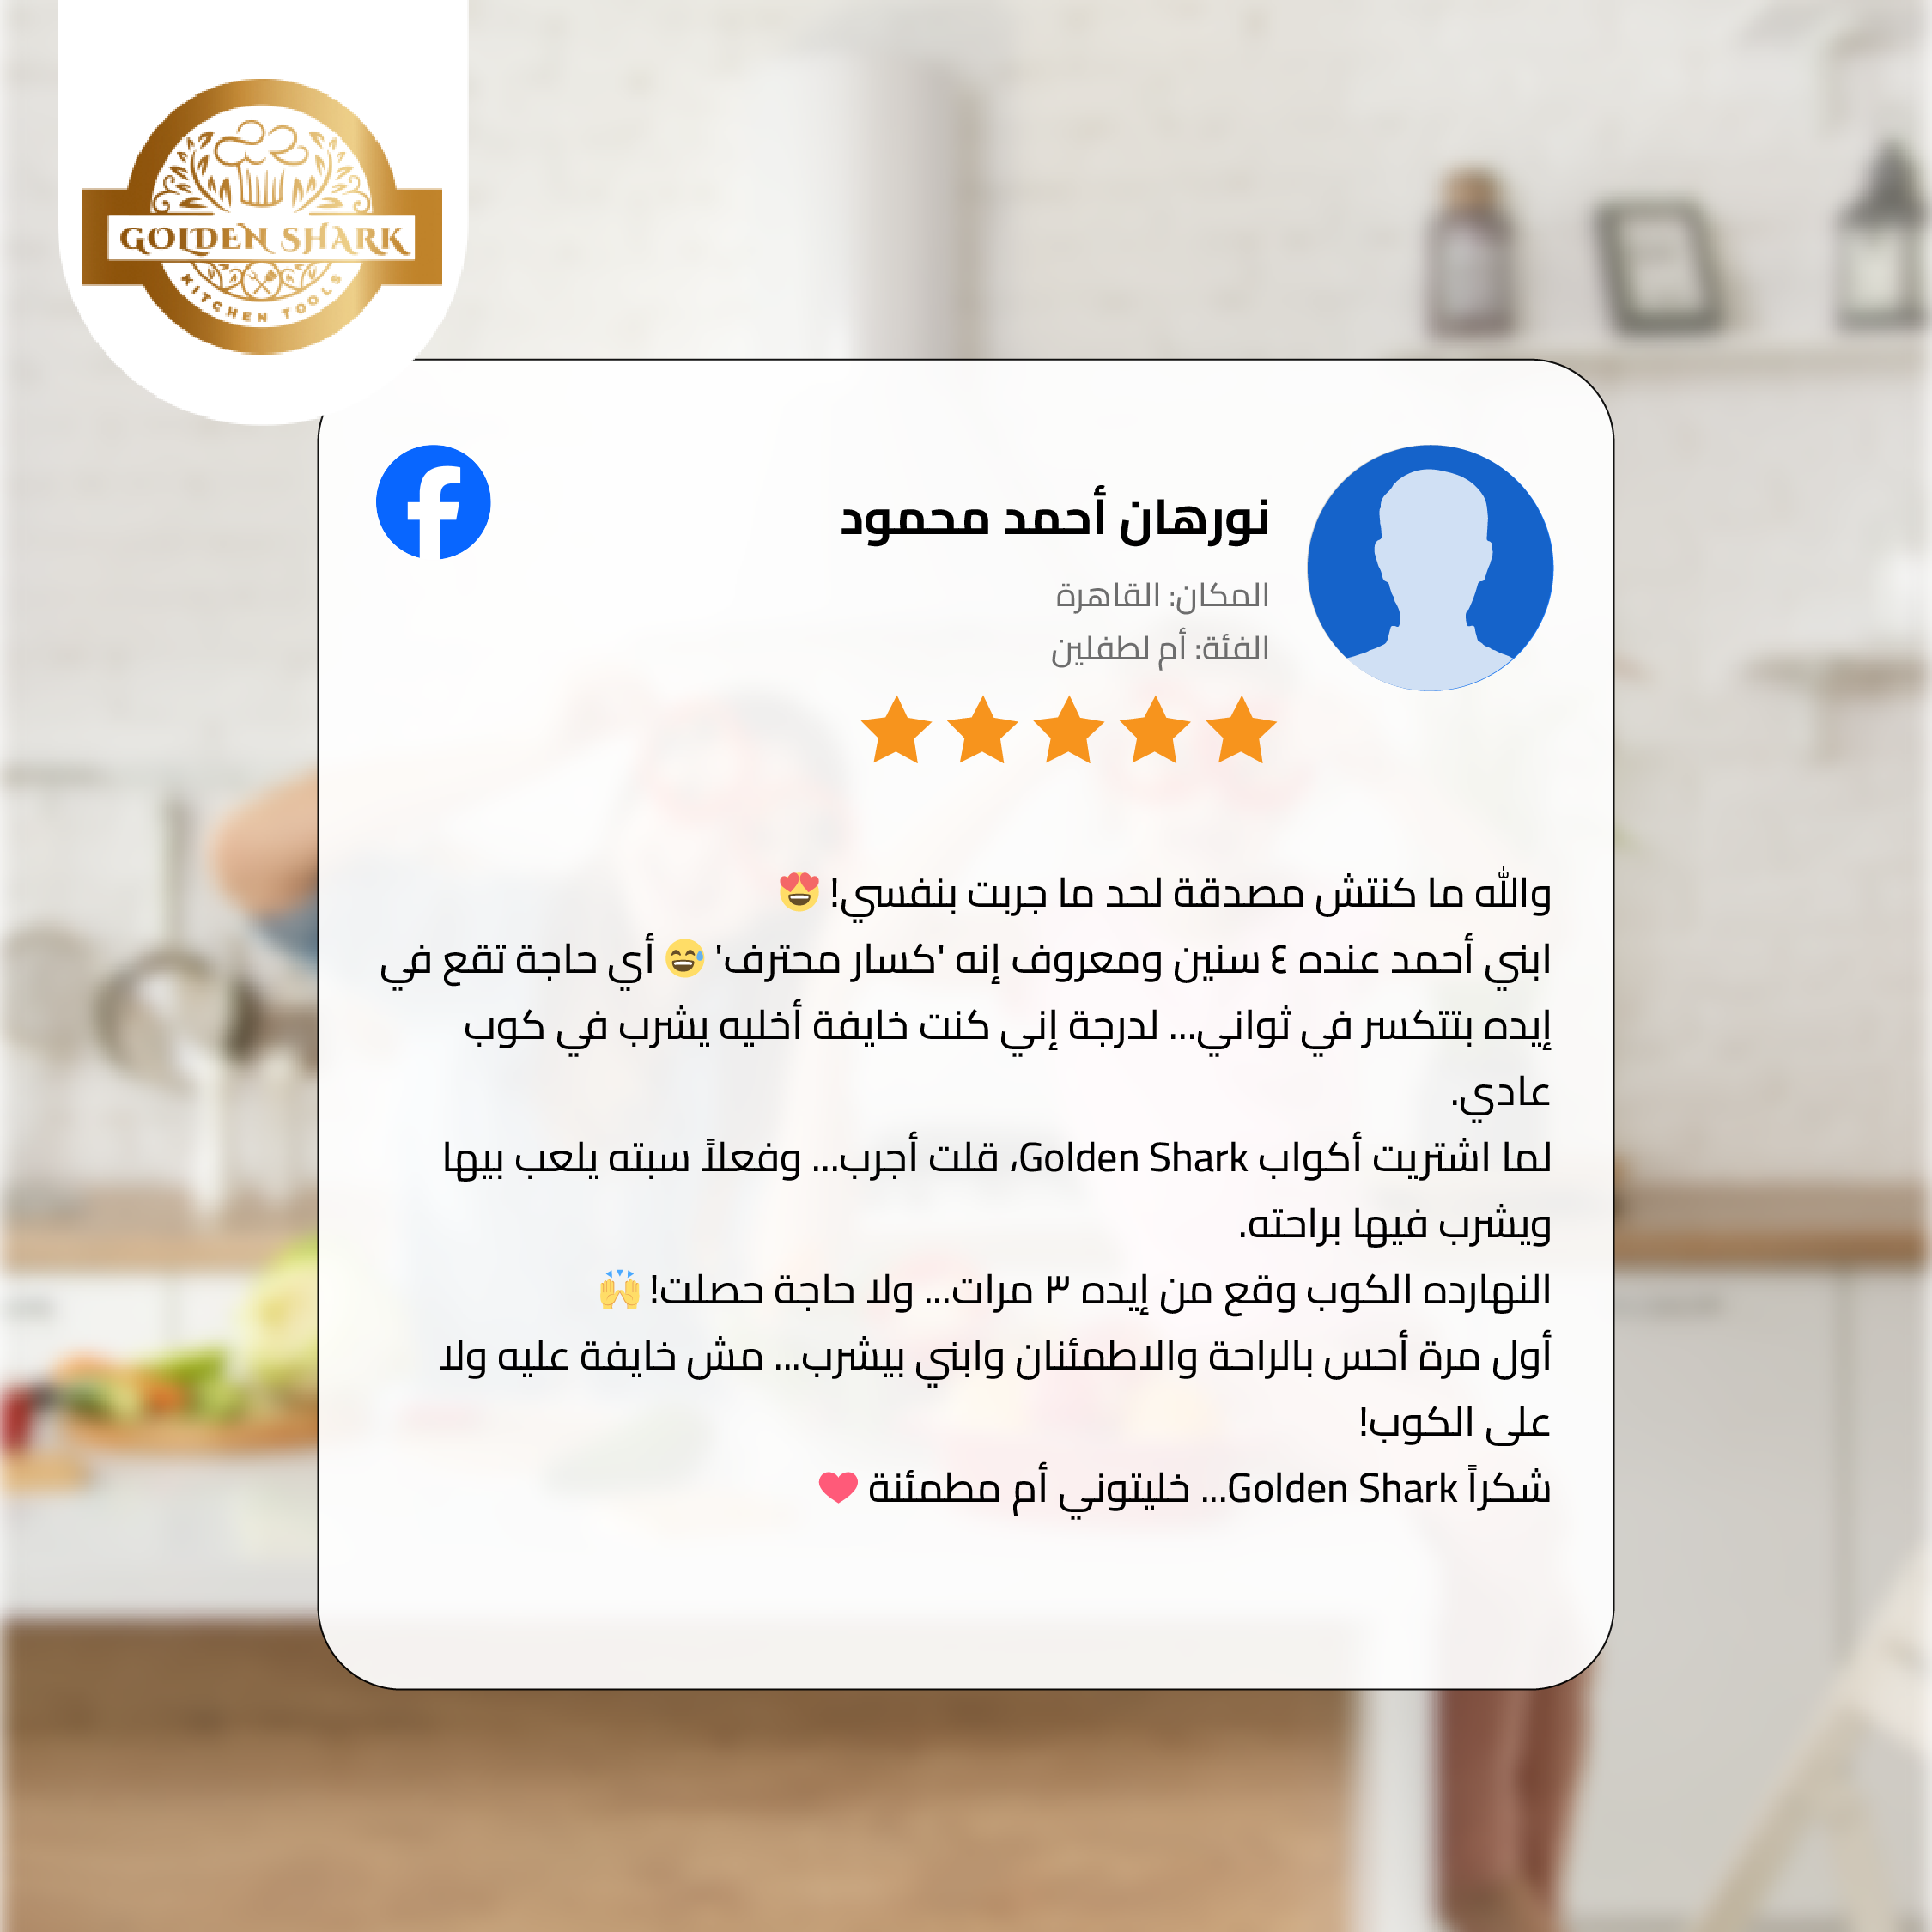 GOLDEN SHARK
KITCHEN TOOLS
نورهان أحمد محمود
المكان: القاهرة
الفئة: أم لطفلين
والله ما كنتش مصدقة لحد ما جربت بنفسي! 😍
ابني أحمد عنده ٤ سنين ومعروف إنه 'كسار محترف' 😅 أي حاجة تقع في
إيده بتتكسر في ثواني... لدرجة إني كنت خايفة أخليه يشرب في كوب
عادي.
لما اشتريت أكواب Golden Shark، قلت أجرب... وفعلاً سبته يلعب بيها
ويشرب فيها براحته.
النهارده الكوب وقع من إيده ٣ مرات... ولا حاجة حصلت! 🙌
أول مرة أحس بالراحة والاطمئنان وابني بيشرب... مش خايفة عليه ولا
على الكوب!
شكراً Golden Shark... خليتوني أم مطمئنة ❤️